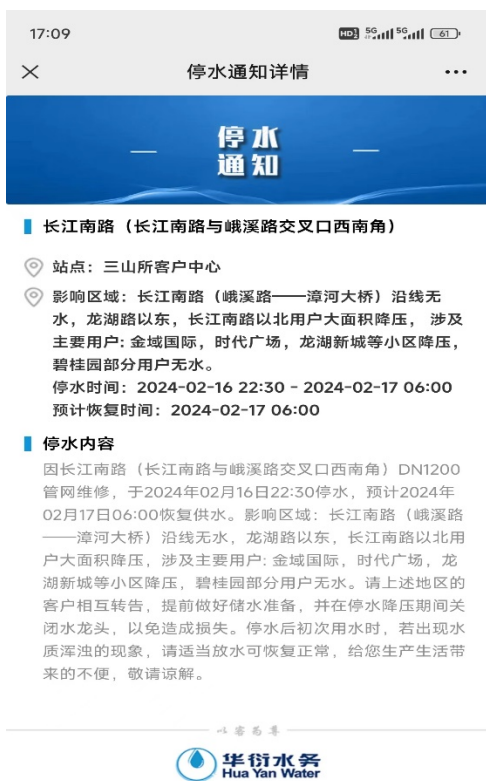 17:09
HD 5G 5G 61
停水通知详情
停水
通知
长江南路（长江南路与峨溪路交叉口西南角）
站点：三山所客户中心
影响区域：长江南路（峨溪路——漳河大桥）沿线无
水，龙湖路以东，长江南路以北用户大面积降压， 涉及
主要用户: 金域国际，时代广场，龙湖新城等小区降压，
碧桂园部分用户无水。
停水时间：2024-02-16 22:30 - 2024-02-17 06:00
预计恢复时间：2024-02-17 06:00
停水内容
因长江南路（长江南路与峨溪路交叉口西南角）DN1200
管网维修，于2024年02月16日22:30停水，预计2024年
02月17日06:00恢复供水。影响区域：长江南路（峨溪路
——漳河大桥）沿线无水，龙湖路以东，长江南路以北用
户大面积降压，涉及主要用户: 金域国际，时代广场，龙
湖新城等小区降压，碧桂园部分用户无水。请上述地区的
客户相互转告，提前做好储水准备，并在停水降压期间关
闭水龙头，以免造成损失。停水后初次用水时，若出现水
质浑浊的现象，请适当放水可恢复正常，给您生产生活带
来的不便，敬请谅解。
以客为尊
华衍水务
Hua Yan Water